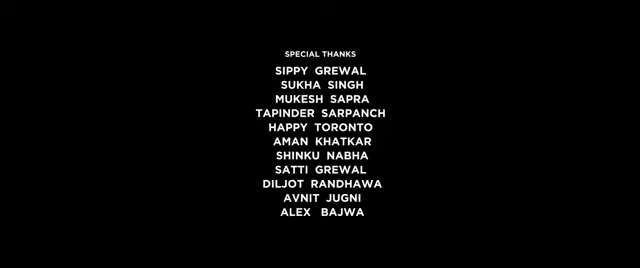 SPECIAL THANKS
SIPPY GREWAL
SUKHA SINGH
MUKESH SAPRA
TAPINDER SARPANCH
HAPPY TORONTO
AMAN KHATKAR
SHINKU NABHA
SATTI GREWAL
DILJOT RANDHAWA
AVNIT JUGNI
ALEX BAJWA